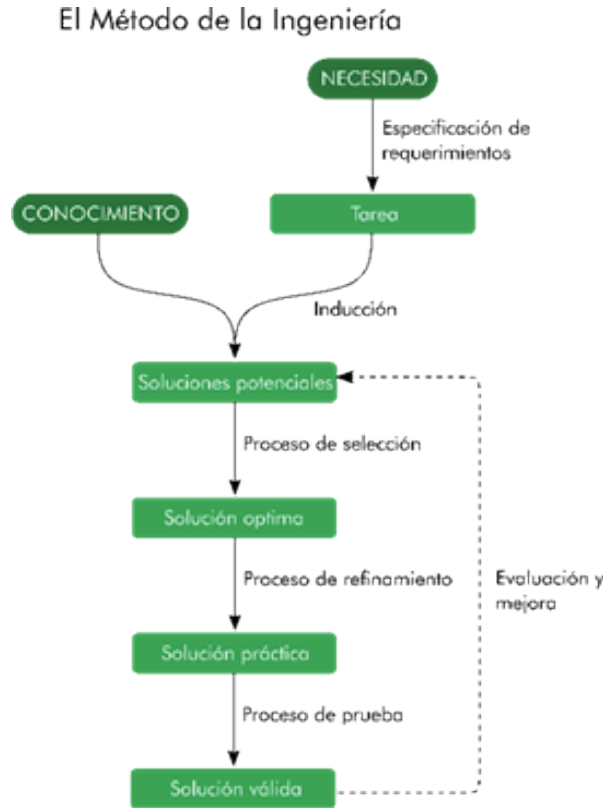 El Método de la Ingeniería
NECESIDAD
Especificación de
requerimientos
CONOCIMIENTO
Tarea
Inducción
Soluciones potenciales
Proceso de selección
Solución optima
Proceso de refinamiento
Evaluación y
mejora
Solución práctica
Proceso de prueba
Solución válida